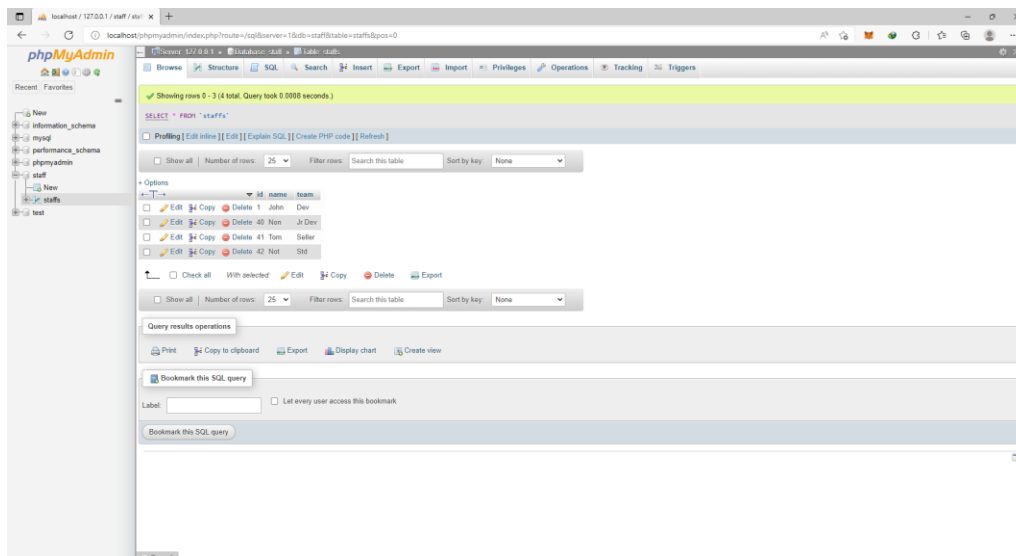 localhost / 127.0.0.1 / staff / staf
localhost/phpmyadmin/index.php?route=/sql&server=1&db=staff&table=staffs&pos=0
phpMyAdmin
Recent Favorites
New
information_schema
mysql
performance_schema
phpmyadmin
staff
New
staffs
test
Server: 127.0.0.1 » Database: staff » Table: staffs
Browse Structure SQL Search Insert Export Import Privileges Operations Tracking Triggers
Showing rows 0 - 3 (4 total, Query took 0.0008 seconds.)
SELECT * FROM `staffs`
Profiling [ Edit inline ] [ Edit ] [ Explain SQL ] [ Create PHP code ] [ Refresh ]
Show all | Number of rows: 25 Filter rows: Search this table Sort by key: None
+ Options
←T→ id name team
Edit Copy Delete 1 John Dev
Edit Copy Delete 40 Non Jr Dev
Edit Copy Delete 41 Tom Seller
Edit Copy Delete 42 Not Std
Check all With selected: Edit Copy Delete Export
Show all | Number of rows: 25 Filter rows: Search this table Sort by key: None
Query results operations
Print Copy to clipboard Export Display chart Create view
Bookmark this SQL query
Label: Let every user access this bookmark
Bookmark this SQL query